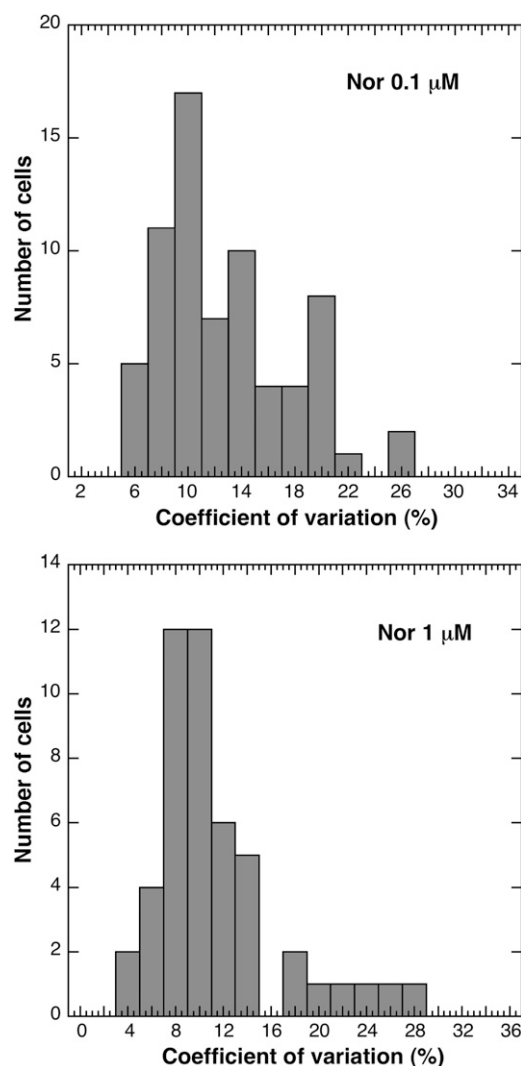 20
Nor 0.1 µM
15
10
5
0
Number of cells
2 6 10 14 18 22 26 30 34
Coefficient of variation (%)
14
Nor 1 µM
12
10
8
6
4
2
0
Number of cells
0 4 8 12 16 20 24 28 32 36
Coefficient of variation (%)